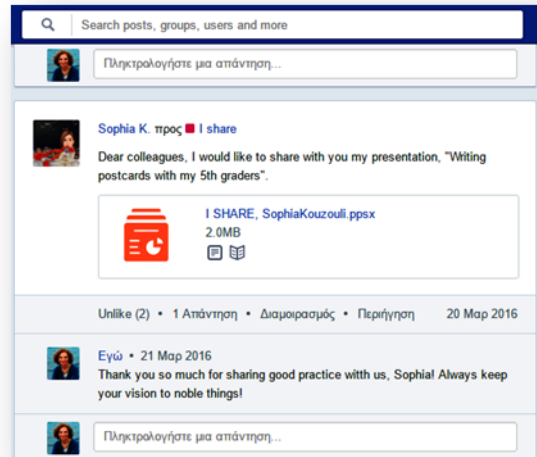 Search posts, groups, users and more
Πληκτρολογήστε μια απάντηση...
Sophia K. προς I share
Dear colleagues, I would like to share with you my presentation, "Writing
postcards with my 5th graders".
I SHARE, SophiaKouzouli.ppsx
2.0MB
Unlike (2) • 1 Απάντηση • Διαμοιρασμός • Περιήγηση 20 Μαρ 2016
Εγώ • 21 Μαρ 2016
Thank you so much for sharing good practice witth us, Sophia! Always keep
your vision to noble things!
Πληκτρολογήστε μια απάντηση...